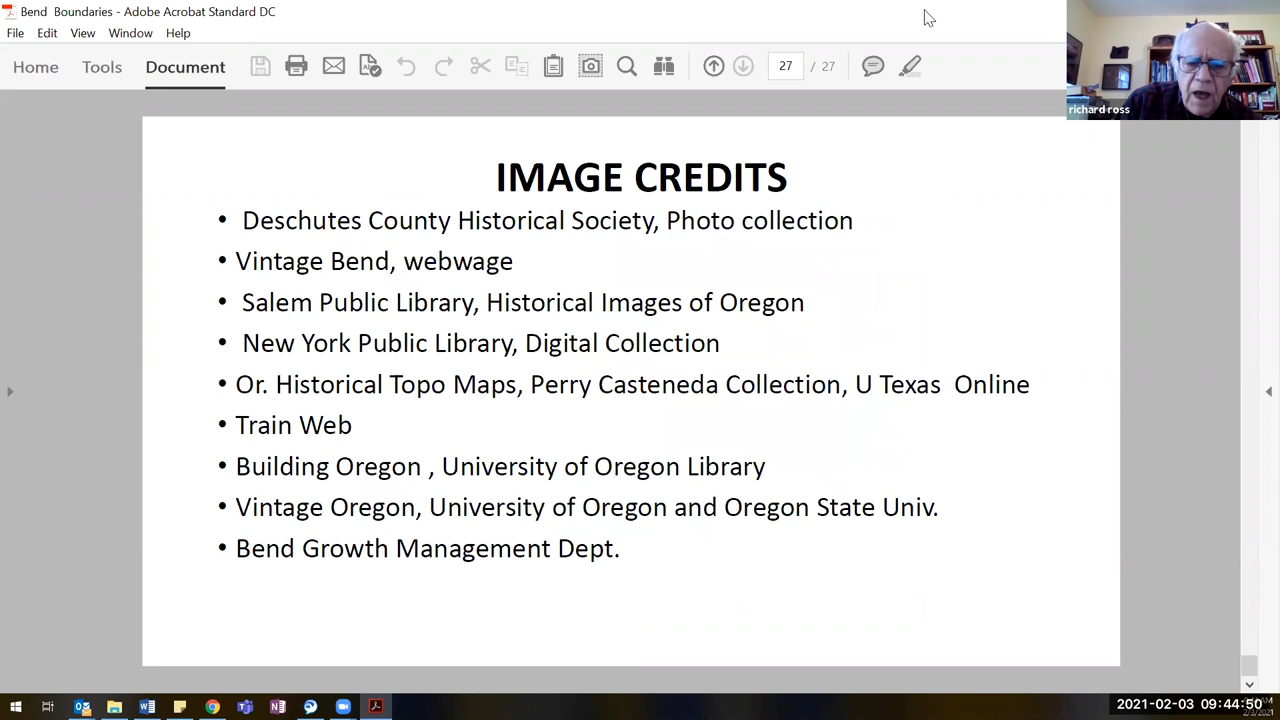 Bend Boundaries - Adobe Acrobat Standard DC
File Edit View Window Help
Home Tools Document 27 / 27
richard ross
IMAGE CREDITS
• Deschutes County Historical Society, Photo collection
• Vintage Bend, webwage
• Salem Public Library, Historical Images of Oregon
• New York Public Library, Digital Collection
• Or. Historical Topo Maps, Perry Casteneda Collection, U Texas Online
• Train Web
• Building Oregon , University of Oregon Library
• Vintage Oregon, University of Oregon and Oregon State Univ.
• Bend Growth Management Dept.
2021-02-03 09:44:50